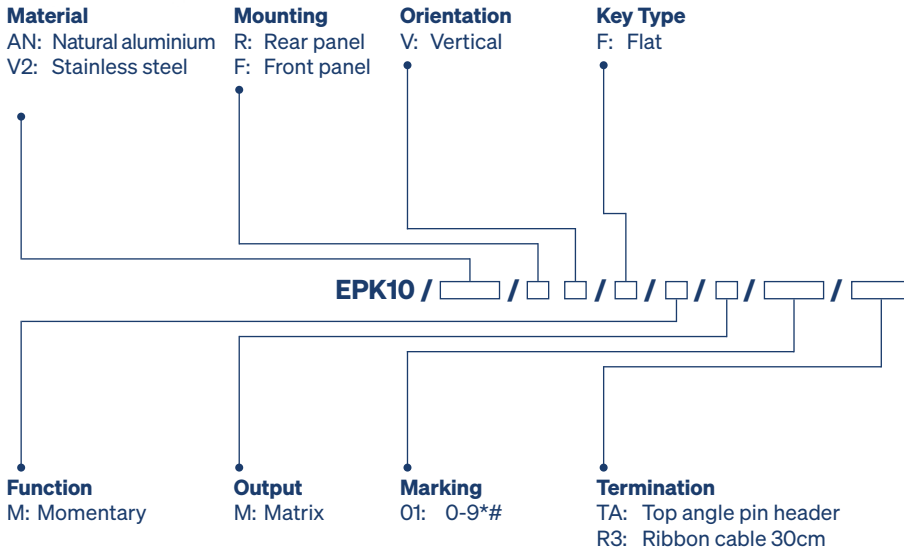 Material
AN: Natural aluminium
V2: Stainless steel
Mounting
R: Rear panel
F: Front panel
Orientation
V: Vertical
Key Type
F: Flat
EPK10 / / / / / / /
Function
M: Momentary
Output
M: Matrix
Marking
01: 0-9*#
Termination
TA: Top angle pin header
R3: Ribbon cable 30cm